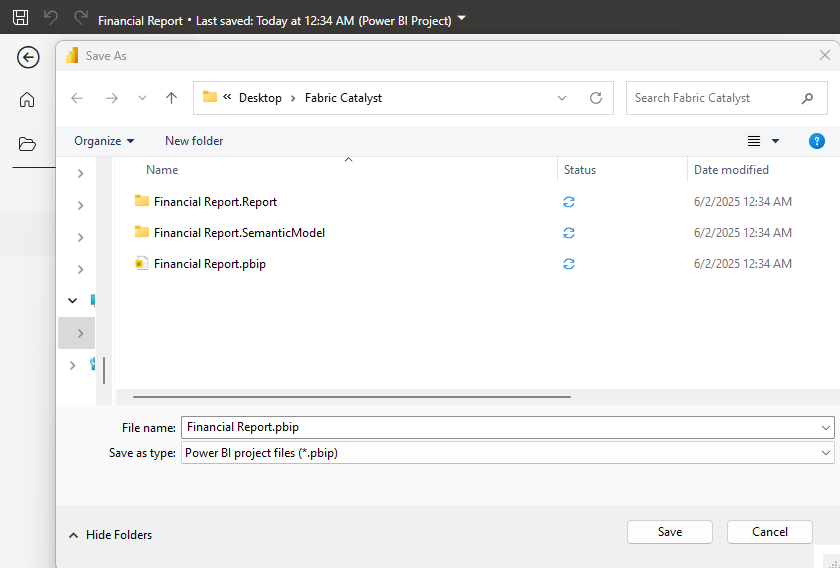 Financial Report • Last saved: Today at 12:34 AM (Power BI Project)
Save As
« Desktop › Fabric Catalyst
Search Fabric Catalyst
Organize New folder
?
Name Status Date modified
Financial Report.Report 6/2/2025 12:34 AM
Financial Report.SemanticModel 6/2/2025 12:34 AM
Financial Report.pbip 6/2/2025 12:34 AM
File name: Financial Report.pbip
Save as type: Power BI project files (*.pbip)
Hide Folders Save Cancel